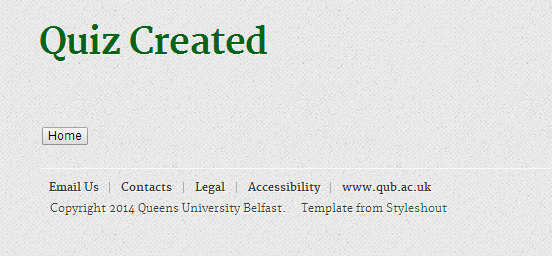 Quiz Created
Home
Email Us | Contacts | Legal | Accessibility | www.qub.ac.uk
Copyright 2014 Queens University Belfast. Template from Styleshout